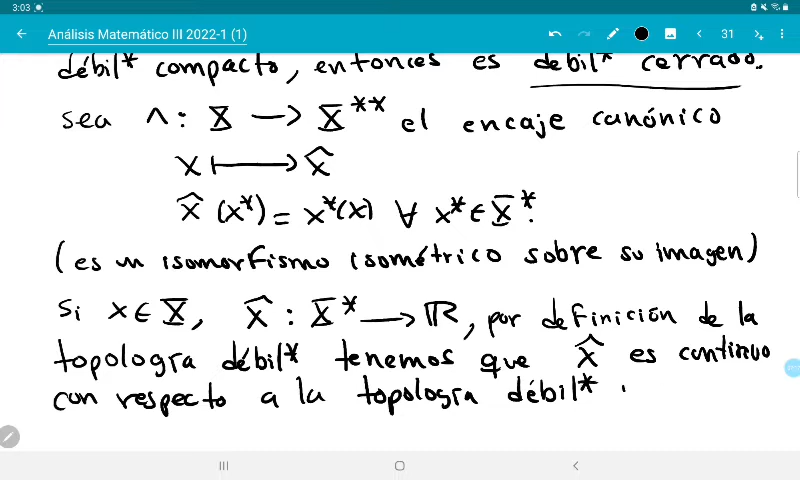 3:03
Análisis Matemático III 2022-1 (1)
31
débil* compacto, entonces es débil* cerrado.
sea ∧: X → X** el encaje canónico
x ⟼ x̂
x̂ (x*) = x*(x) ∀ x* ∈ X*.
(es un isomorfismo isométrico sobre su imagen)
Si x ∈ X, x̂ : X* → ℝ, por definición de la
topología débil* tenemos que x̂ es continuo
con respecto a la topología débil*.